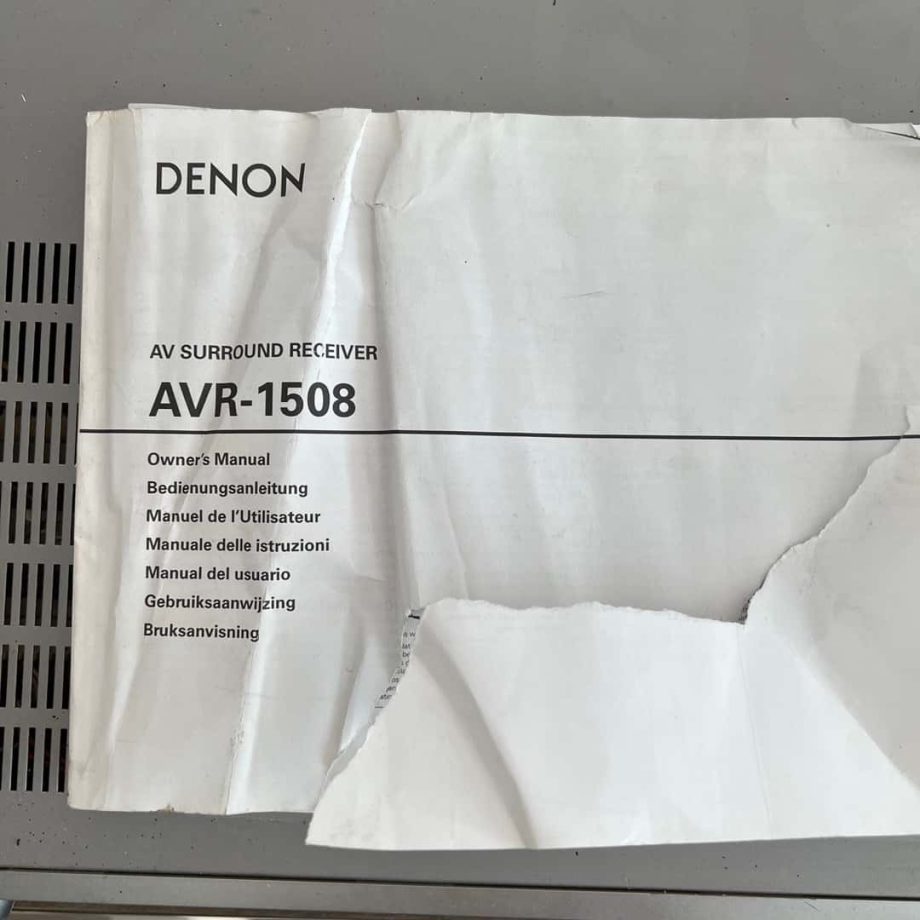 DENON
AV SURROUND RECEIVER
AVR-1508
Owner's Manual
Bedienungsanleitung
Manuel de l'Utilisateur
Manuale delle istruzioni
Manual del usuario
Gebruiksaanwijzing
Bruksanvisning